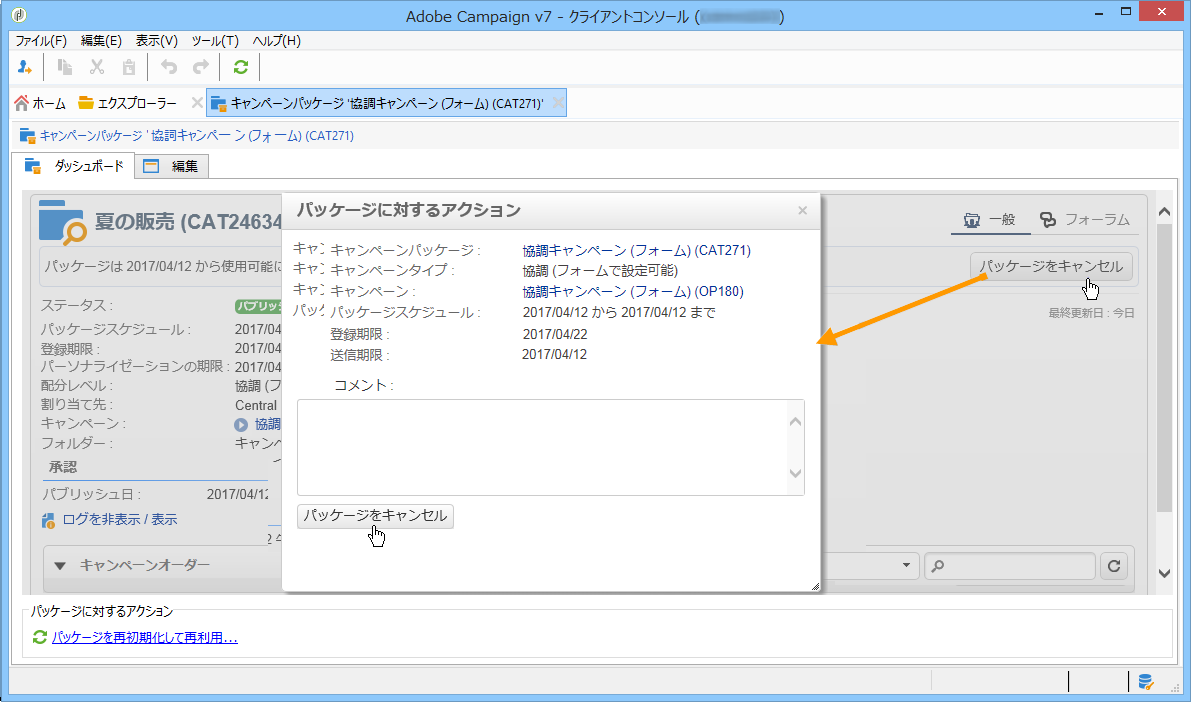 Adobe Campaign v7 - クライアントコンソール (
ファイル(F) 編集(E) 表示(V) ツール(T) ヘルプ(H)
ホーム エクスプローラー キャンペーンパッケージ '協調キャンペーン (フォーム) (CAT271)'
キャンペーンパッケージ ' 協詞キャンペー ン (フォーム) (CAT271)
ダッシュボード 編集
夏の販売 (CAT24634
一般 フォーラム
パッケージは 2017/04/12 から使用可能に
パッケージをキャンセル
最終更新日 : 今日
ステータス : パブリッシ
パッケージスケジュール : 2017/04
登録期限 : 2017/04
パーソナライゼーションの期限 : 2017/04
配分レベル : 協調 (フ
割り当て先 : Central
キャンペーン : 協調
フォルダー : キャンペ
承認
パブリッシュ日 : 2017/04/12
ログを非表示 / 表示
キャンペーンオーダー
パッケージに対するアクション
キャン キャンペーンパッケージ : 協調キャンペーン (フォーム) (CAT271)
キャン キャンペーンタイプ : 協調 (フォームで設定可能)
キャン キャンペーン : 協調キャンペーン (フォーム) (OP180)
パック パッケージスケジュール : 2017/04/12 から 2017/04/12 まで
登録期限 : 2017/04/22
送信期限 : 2017/04/12
コメント :
パッケージをキャンセル
パッケージに対するアクション
パッケージを再初期化して再利用...